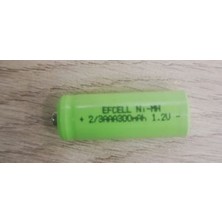 EFCELL Ni-MH
+ 2/3AAA300mAh 1.2V -